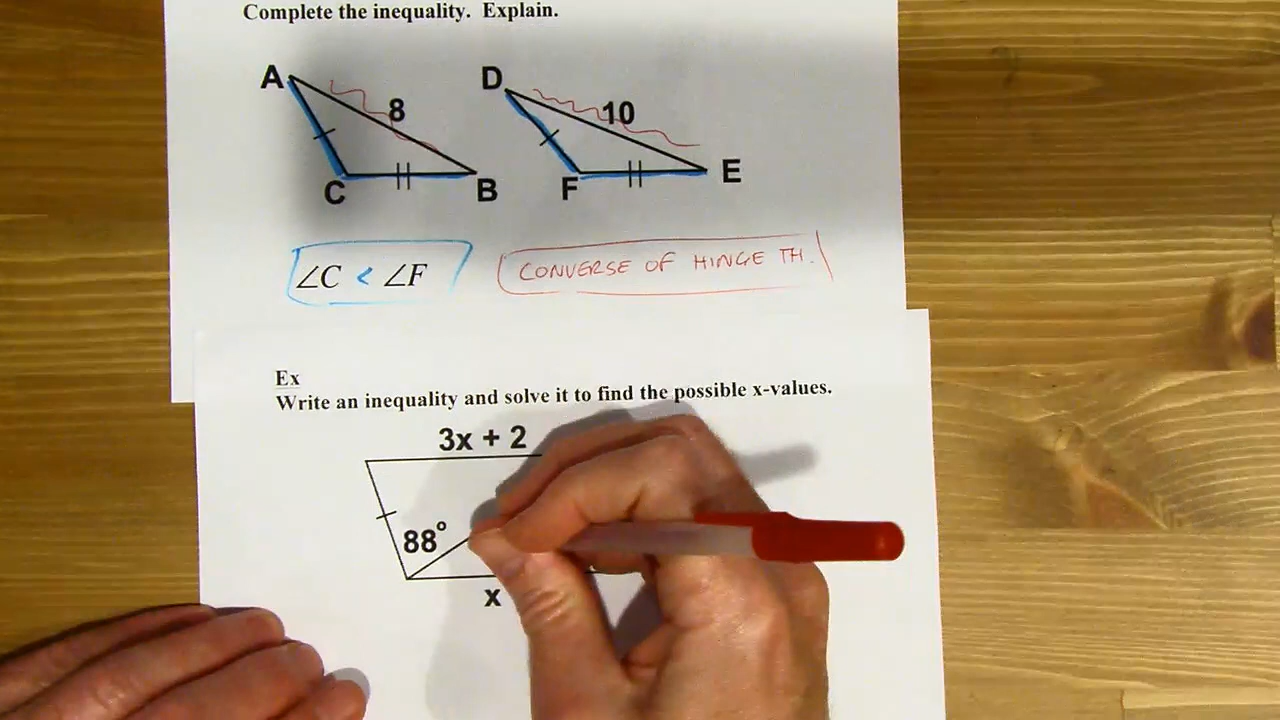 Complete the inequality. Explain.
A 8 C B
D 10 F E
∠C < ∠F CONVERSE OF HINGE TH.
Ex
Write an inequality and solve it to find the possible x-values.
3x + 2
88°
x